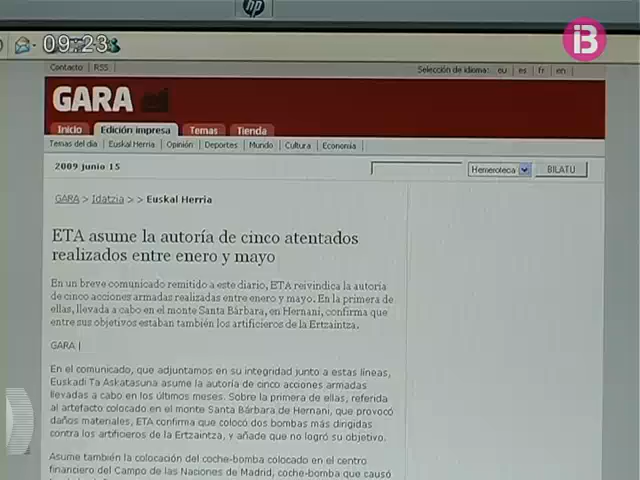 hp
09:23
iB
Contacto | RSS |
Selección de idioma: eu | es | fr | en |
GARA
Inicio Edición impresa Temas Tienda
Temas del día | Euskal Herria | Opinión | Deportes | Mundo | Cultura | Economía |
2009 junio 15
Hemeroteca BILATU
GARA > Idatzia > > Euskal Herria
ETA asume la autoría de cinco atentados
realizados entre enero y mayo
En un breve comunicado remitido a este diario, ETA reivindica la autoría
de cinco acciones armadas realizadas entre enero y mayo. En la primera de
ellas, llevada a cabo en el monte Santa Bárbara, en Hernani, confirma que
entre sus objetivos estaban también los artificieros de la Ertzaintza.
GARA |
En el comunicado, que adjuntamos en su integridad junto a estas líneas,
Euskadi Ta Askatasuna asume la autoría de cinco acciones armadas
llevadas a cabo en los últimos meses. Sobre la primera de ellas, referida
al artefacto colocado en el monte Santa Bárbara de Hernani, que provocó
daños materiales, ETA confirma que colocó dos bombas más dirigidas
contra los artificieros de la Ertzaintza, y añade que no logró su objetivo.
Asume también la colocación del coche-bomba colocado en el centro
financiero del Campo de las Naciones de Madrid, coche-bomba que causó